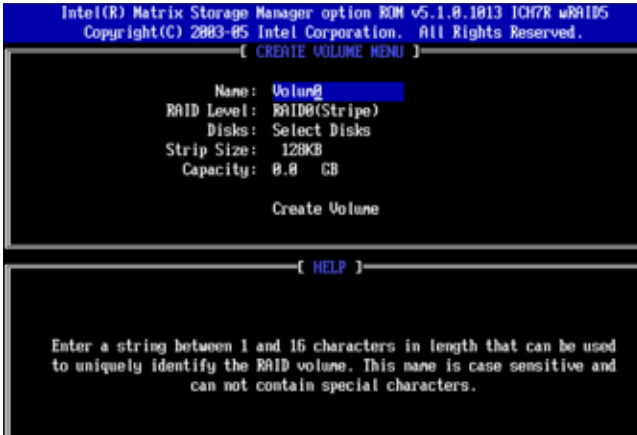 Intel(R) Matrix Storage Manager option ROM v5.1.0.1013 ICH7R wRAID5
Copyright(C) 2003-05 Intel Corporation. All Rights Reserved.
[ CREATE VOLUME MENU ]
Name: Volum0
RAID Level: RAID0(Stripe)
Disks: Select Disks
Strip Size: 128KB
Capacity: 0.0 GB
Create Volume
[ HELP ]
Enter a string between 1 and 16 characters in length that can be used
to uniquely identify the RAID volume. This name is case sensitive and
can not contain special characters.